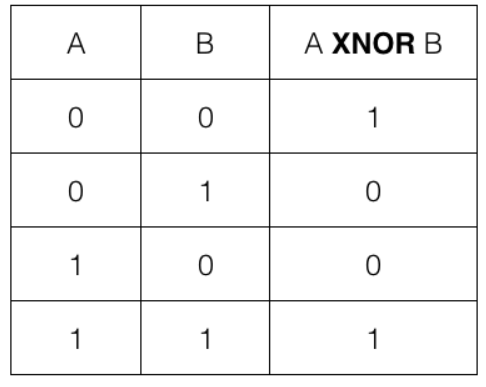 A B A XNOR B
0 0 1
0 1 0
1 0 0
1 1 1